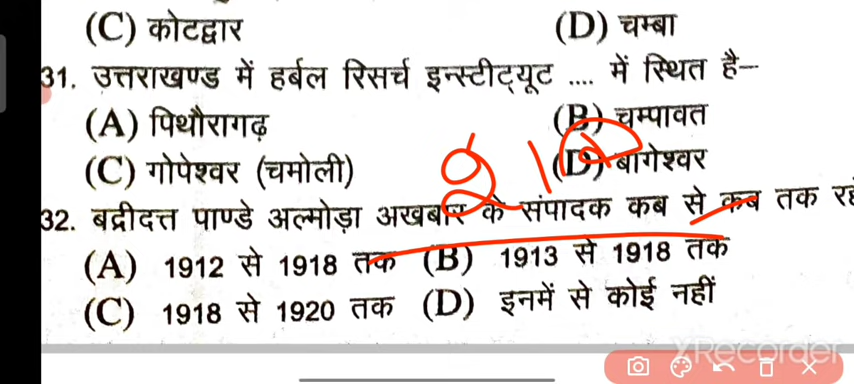 (C) कोटद्वार (D) चम्बा
31. उत्तराखण्ड में हर्बल रिसर्च इन्स्टीट्यूट .... में स्थित है–
(A) पिथौरागढ़ (B) चम्पावत
(C) गोपेश्वर (चमोली) (D) बागेश्वर
32. बद्रीदत्त पाण्डे अल्मोड़ा अखबार के संपादक कब से कब तक रहे
(A) 1912 से 1918 तक (B) 1913 से 1918 तक
(C) 1918 से 1920 तक (D) इनमें से कोई नहीं
XRecorder